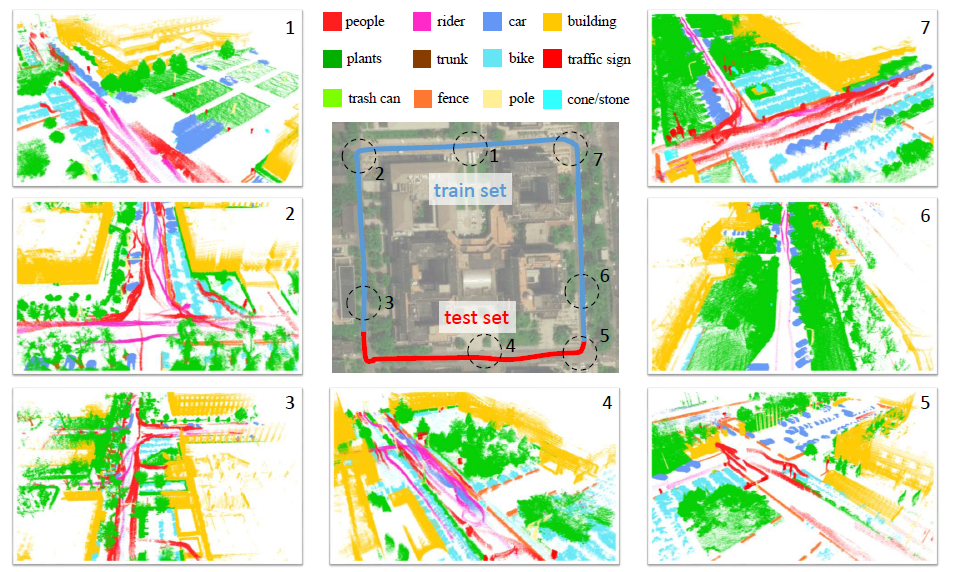 1
people rider car building
plants trunk bike traffic sign
trash can fence pole cone/stone
7
2
1
7
2
train set
3
6
test set
4
5
6
3
4
5